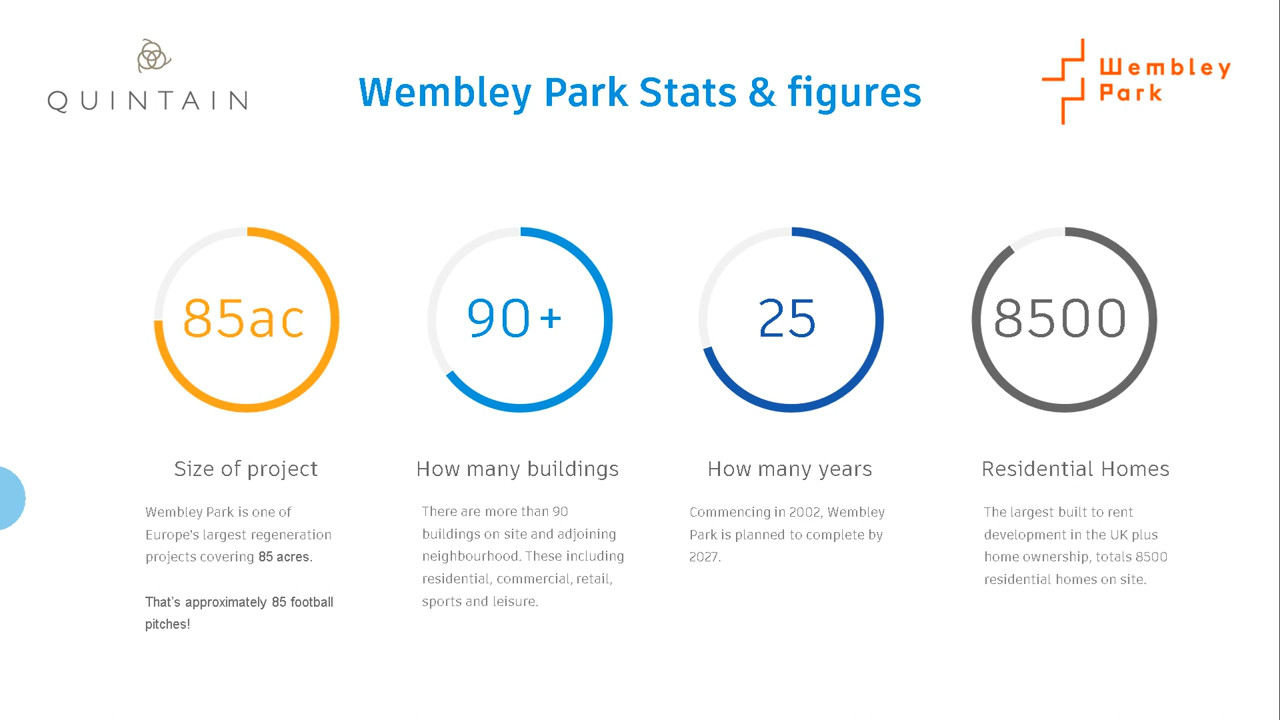 QUINTAIN
Wembley Park Stats & figures
Wembley
Park
85ac
90+
25
8500
Size of project
How many buildings
How many years
Residential Homes
Wembley Park is one of
Europe's largest regeneration
projects covering 85 acres.
That's approximately 85 football
pitches!
There are more than 90
buildings on site and adjoining
neighbourhood. These including
residential, commercial, retail,
sports and leisure.
Commencing in 2002, Wembley
Park is planned to complete by
2027.
The largest built to rent
development in the UK plus
home ownership, totals 8500
residential homes on site.